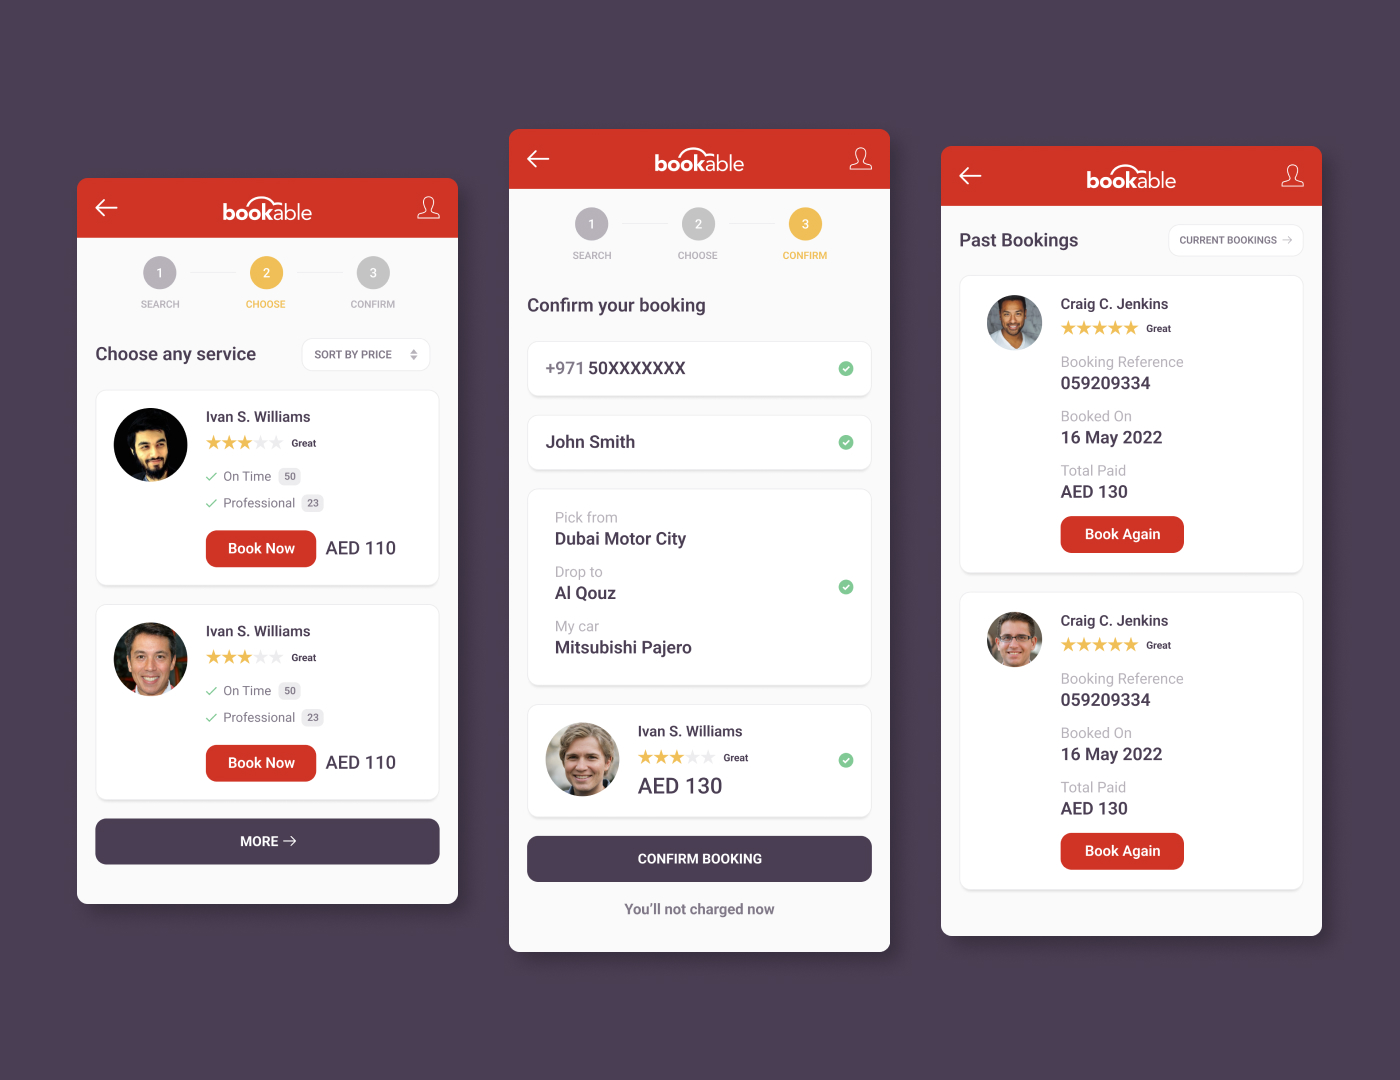 bookable
1
2
3
SEARCH
CHOOSE
CONFIRM
Choose any service
SORT BY PRICE
Ivan S. Williams
Great
On Time 50
Professional 23
Book Now AED 110
Ivan S. Williams
Great
On Time 50
Professional 23
Book Now AED 110
MORE
bookable
1
2
3
SEARCH
CHOOSE
CONFIRM
Confirm your booking
+971 50XXXXXXX
John Smith
Pick from
Dubai Motor City
Drop to
Al Qouz
My car
Mitsubishi Pajero
Ivan S. Williams
Great
AED 130
CONFIRM BOOKING
You'll not charged now
bookable
Past Bookings
CURRENT BOOKINGS
Craig C. Jenkins
Great
Booking Reference
059209334
Booked On
16 May 2022
Total Paid
AED 130
Book Again
Craig C. Jenkins
Great
Booking Reference
059209334
Booked On
16 May 2022
Total Paid
AED 130
Book Again